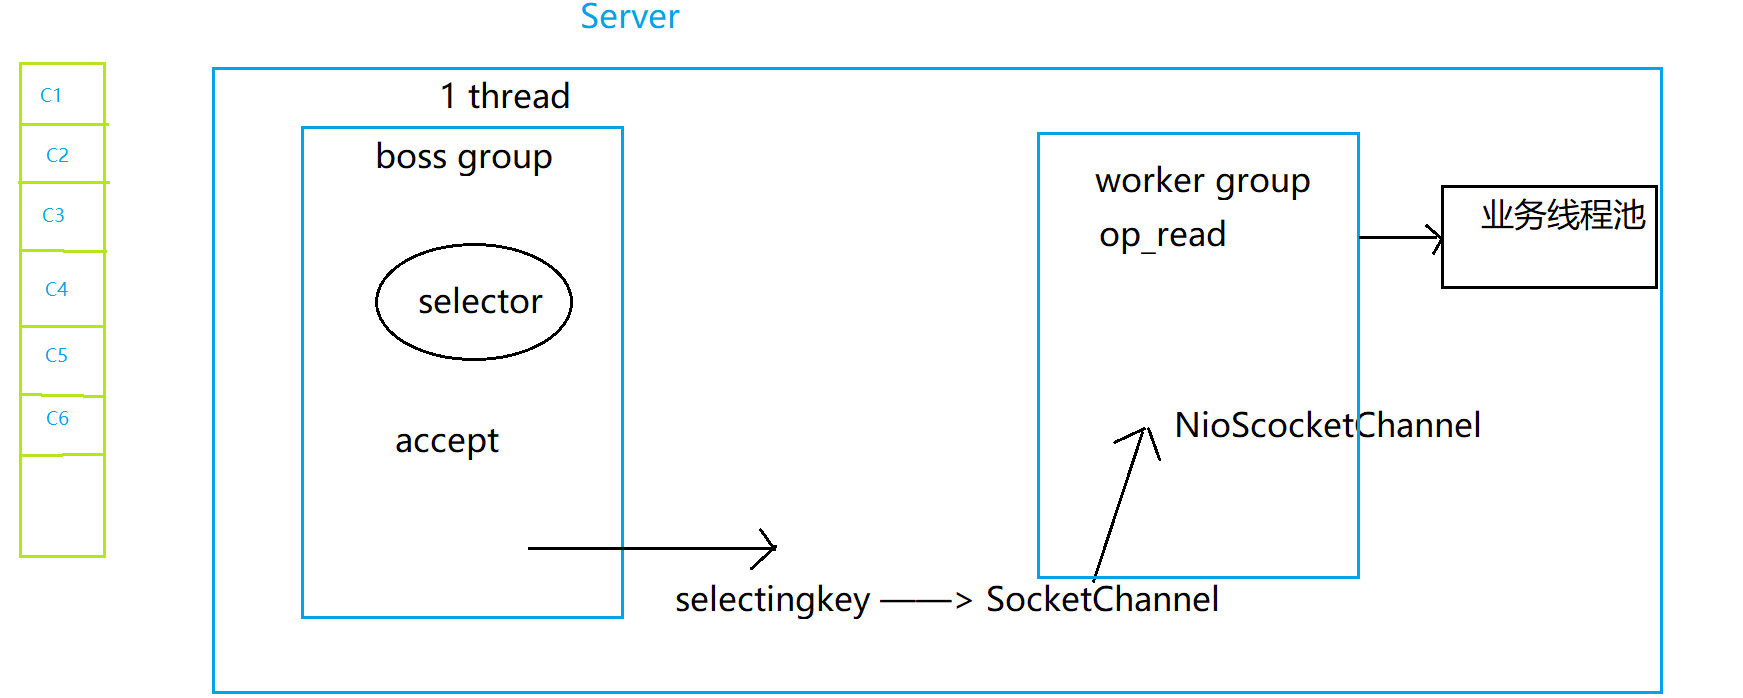 Server
C1
C2
C3
C4
C5
C6
1 thread
boss group
selector
accept
selectingkey ——> SocketChannel
worker group
op_read
NioScocketChannel
业务线程池